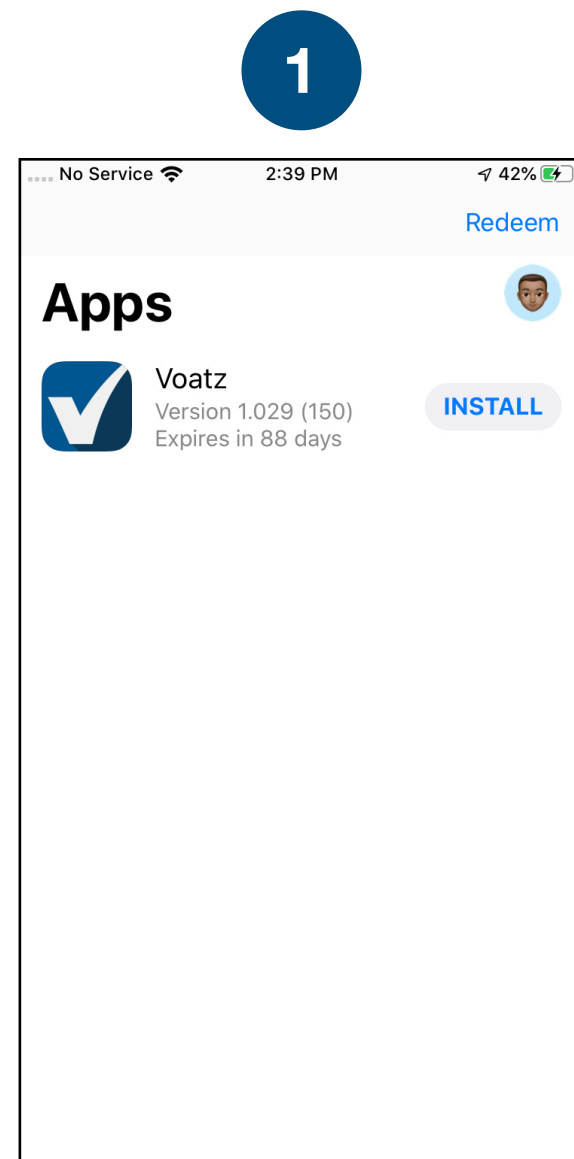 1
No Service 2:39 PM 42%
Redeem
Apps
Voatz
Version 1.029 (150)
Expires in 88 days
INSTALL